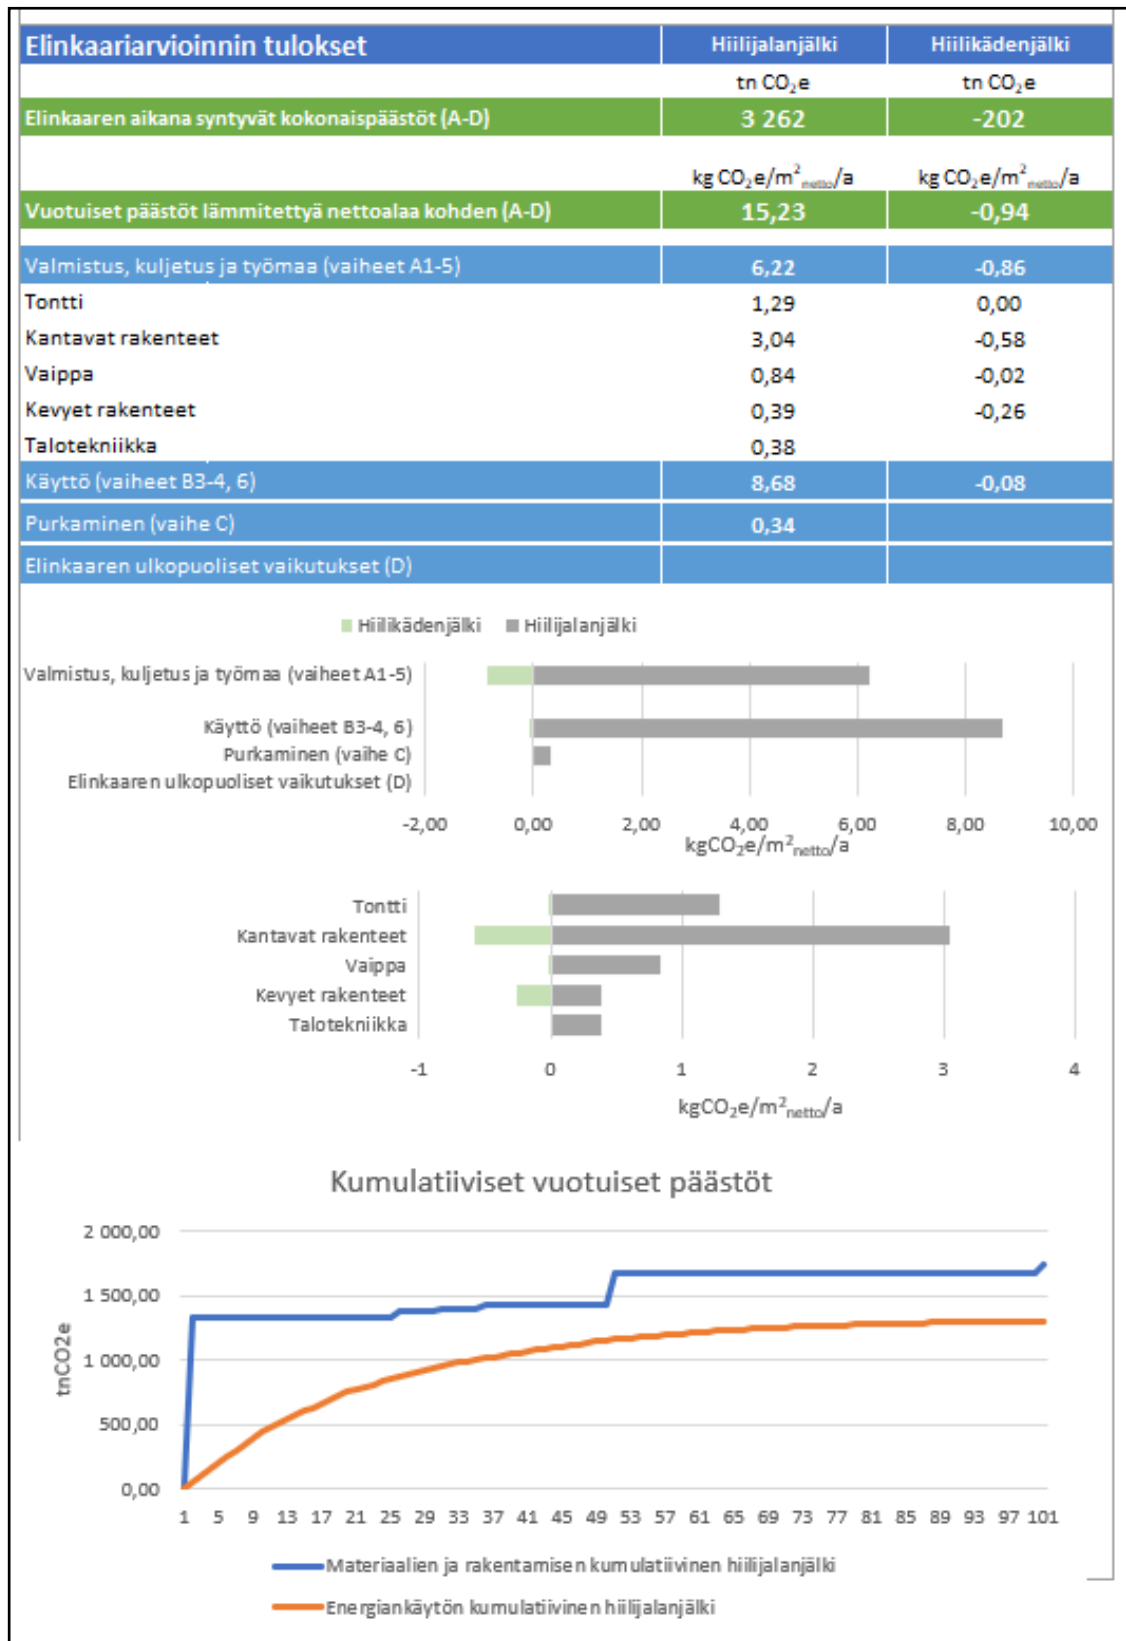 Elinkaariarvioinnin tulokset Hiilijalanjälki Hiilikädenjälki
tn CO₂e tn CO₂e
Elinkaaren aikana syntyvät kokonaispäästöt (A-D) 3 262 -202
kg CO₂e/m²netto/a kg CO₂e/m²netto/a
Vuotuiset päästöt lämmitettyä nettoalaa kohden (A-D) 15,23 -0,94
Valmistus, kuljetus ja työmaa (vaiheet A1-5) 6,22 -0,86
Tontti 1,29 0,00
Kantavat rakenteet 3,04 -0,58
Vaippa 0,84 -0,02
Kevyet rakenteet 0,39 -0,26
Talotekniikka 0,38
Käyttö (vaiheet B3-4, 6) 8,68 -0,08
Purkaminen (vaihe C) 0,34
Elinkaaren ulkopuoliset vaikutukset (D)
Hiilikädenjälki Hiilijalanjälki
Valmistus, kuljetus ja työmaa (vaiheet A1-5)
Käyttö (vaiheet B3-4, 6)
Purkaminen (vaihe C)
Elinkaaren ulkopuoliset vaikutukset (D)
-2,00 0,00 2,00 4,00 6,00 8,00 10,00
kgCO₂e/m²netto/a
Tontti
Kantavat rakenteet
Vaippa
Kevyet rakenteet
Talotekniikka
-1 0 1 2 3 4
kgCO₂e/m²netto/a
Kumulatiiviset vuotuiset päästöt
2 000,00
1 500,00
1 000,00
500,00
0,00
tnCO2e
1 5 9 13 17 21 25 29 33 37 41 45 49 53 57 61 65 69 73 77 81 85 89 93 97 101
Materiaalien ja rakentamisen kumulatiivinen hiilijalanjälki
Energiankäytön kumulatiivinen hiilijalanjälki